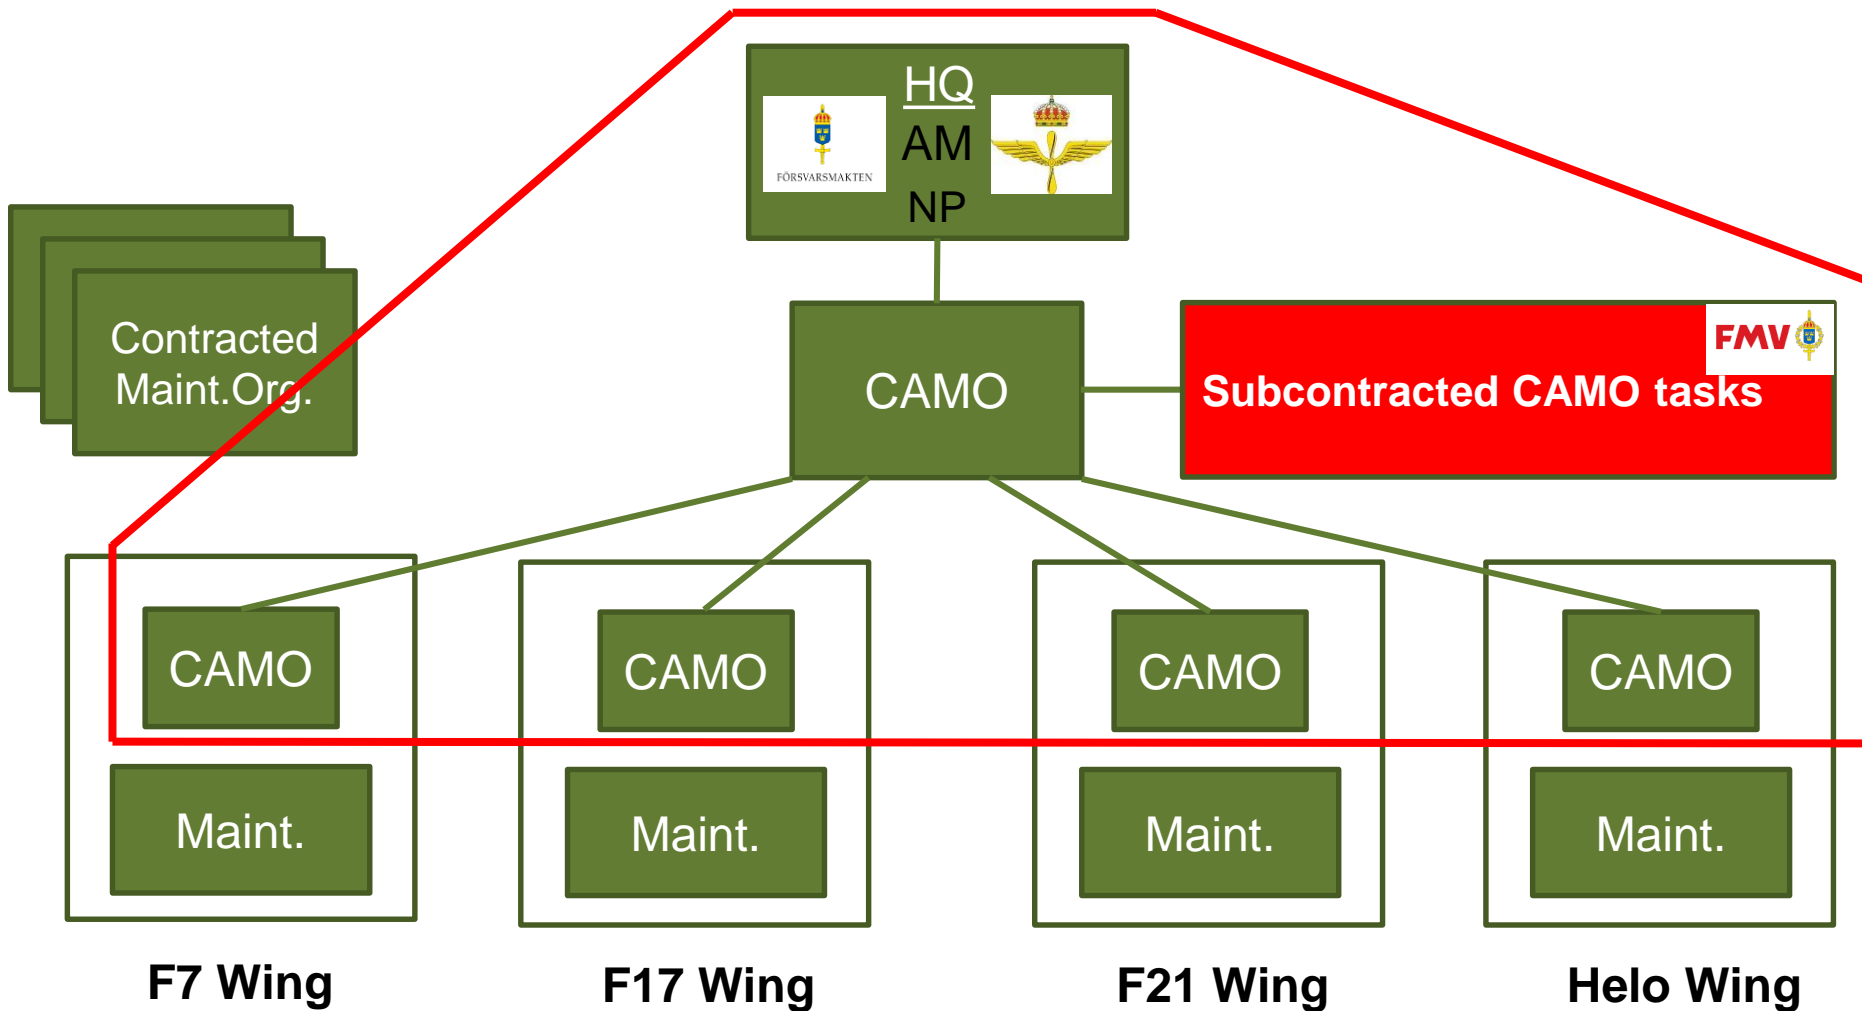 HQ
AM
NP
FÖRSVARSMAKTEN
Contracted
Maint.Org.
CAMO
FMV
Subcontracted CAMO tasks
CAMO
CAMO
CAMO
CAMO
Maint.
Maint.
Maint.
Maint.
F7 Wing
F17 Wing
F21 Wing
Helo Wing